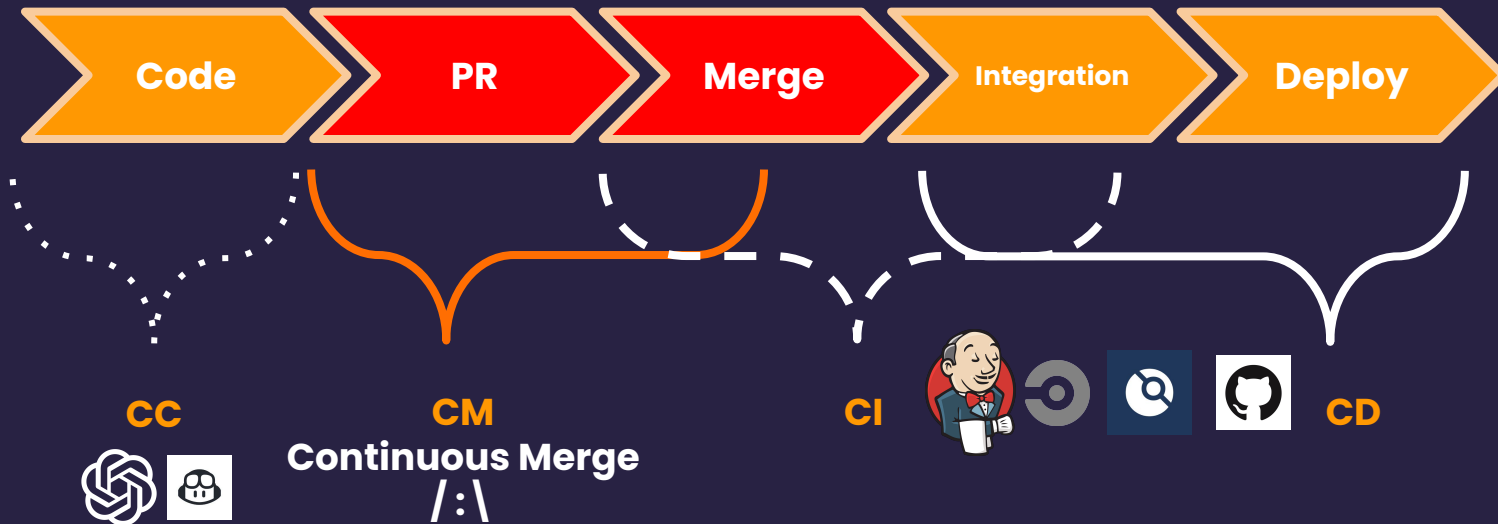 Code
PR
Merge
Integration
Deploy
CC
CM
CI
CD
Continuous Merge
/:\